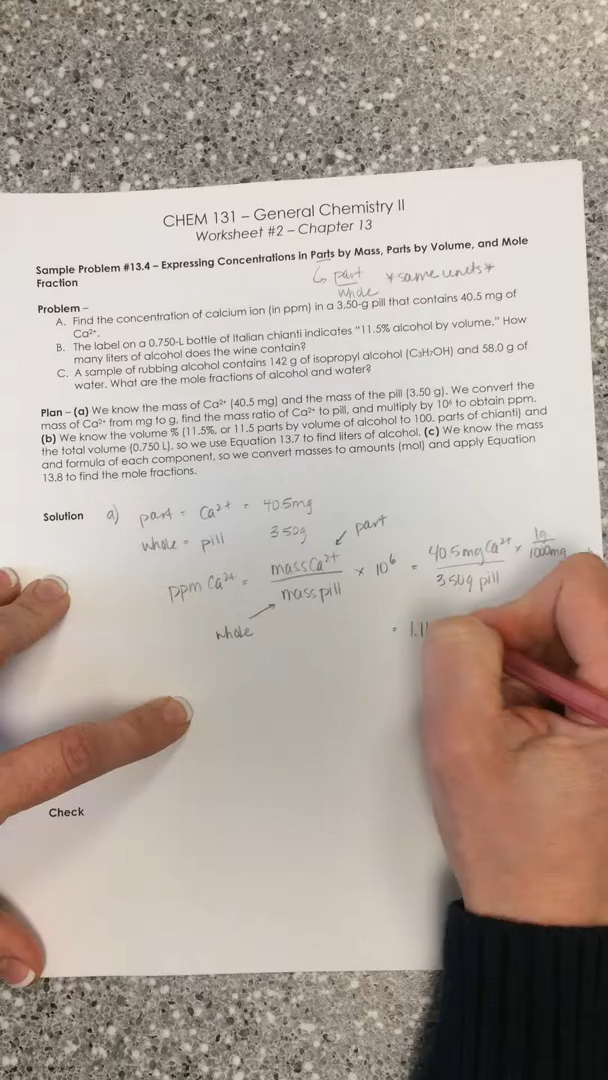 CHEM 131 – General Chemistry II
Worksheet #2 – Chapter 13
Sample Problem #13.4 – Expressing Concentrations in Parts by Mass, Parts by Volume, and Mole
Fraction
part *same units*
whole
Problem –
A. Find the concentration of calcium ion (in ppm) in a 3.50-g pill that contains 40.5 mg of
Ca²⁺.
B. The label on a 0.750-L bottle of Italian chianti indicates "11.5% alcohol by volume." How
many liters of alcohol does the wine contain?
C. A sample of rubbing alcohol contains 142 g of isopropyl alcohol (C₃H₇OH) and 58.0 g of
water. What are the mole fractions of alcohol and water?
Plan – (a) We know the mass of Ca²⁺ (40.5 mg) and the mass of the pill (3.50 g). We convert the
mass of Ca²⁺ from mg to g, find the mass ratio of Ca²⁺ to pill, and multiply by 10⁶ to obtain ppm.
(b) We know the volume % (11.5%, or 11.5 parts by volume of alcohol to 100. parts of chianti) and
the total volume (0.750 L), so we use Equation 13.7 to find liters of alcohol. (c) We know the mass
and formula of each component, so we convert masses to amounts (mol) and apply Equation
13.8 to find the mole fractions.
Solution a) part = Ca²⁺ = 40.5mg
whole = pill 3.50g
part
ppm Ca²⁺ = mass Ca²⁺ / mass pill × 10⁶ = 40.5 mg Ca²⁺ / 3.50g pill × 1g / 1000mg
whole
= 1.1
Check